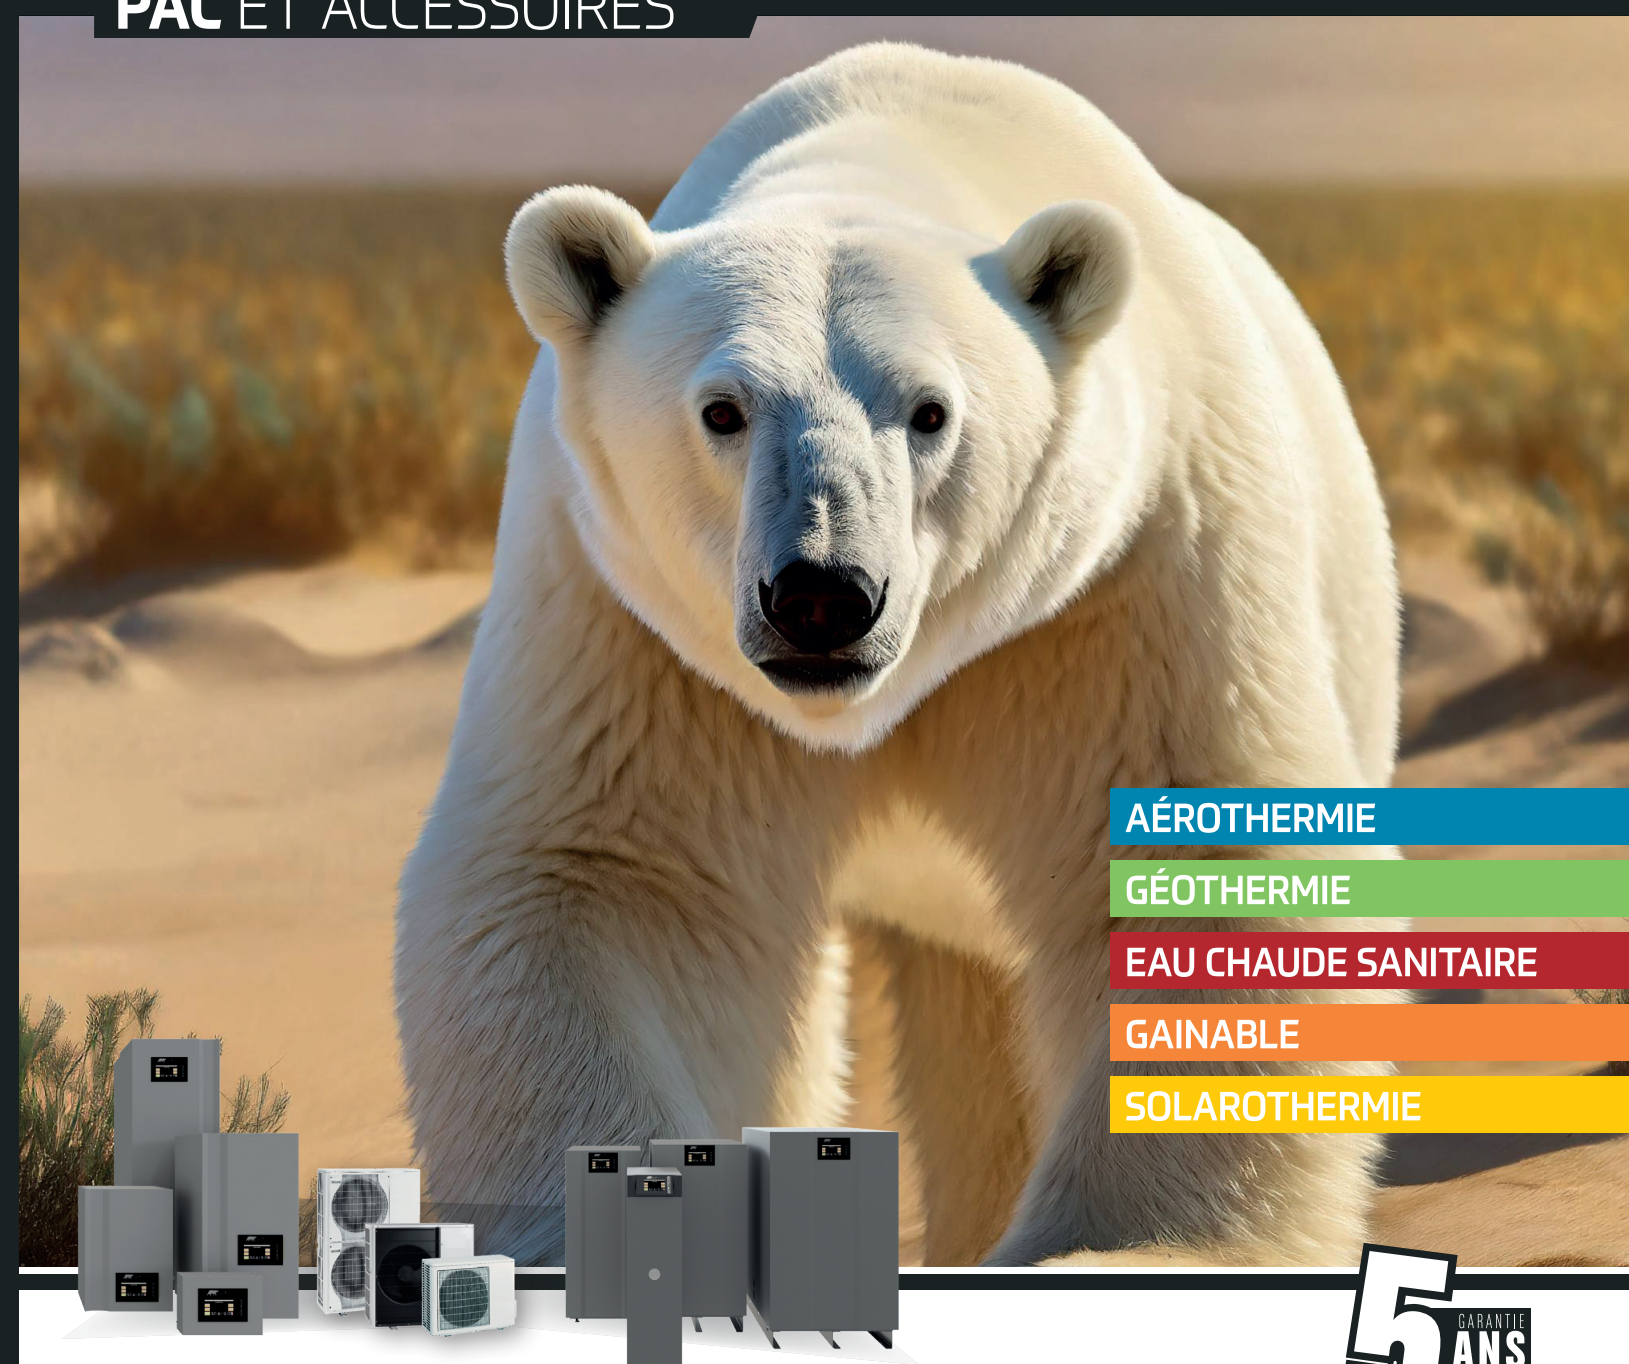 PAC ET ACCESSOIRES
AÉROTHERMIE
GÉOTHERMIE
EAU CHAUDE SANITAIRE
GAINABLE
SOLAROTHERMIE
5
GARANTIE
ANS